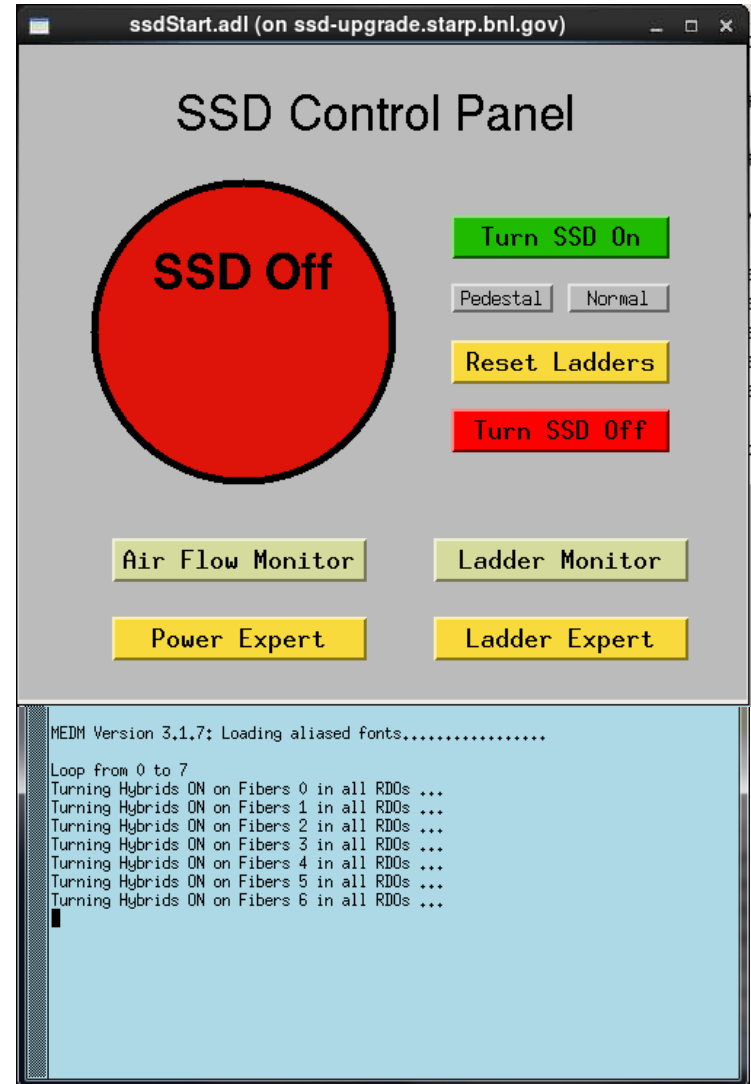 ssdStart.adl (on ssd-upgrade.starp.bnl.gov)
SSD Control Panel
SSD Off
Turn SSD On
Pedestal Normal
Reset Ladders
Turn SSD Off
Air Flow Monitor Ladder Monitor
Power Expert Ladder Expert
MEDM Version 3.1.7: Loading aliased fonts.................
Loop from 0 to 7
Turning Hybrids ON on Fibers 0 in all RDOs ...
Turning Hybrids ON on Fibers 1 in all RDOs ...
Turning Hybrids ON on Fibers 2 in all RDOs ...
Turning Hybrids ON on Fibers 3 in all RDOs ...
Turning Hybrids ON on Fibers 4 in all RDOs ...
Turning Hybrids ON on Fibers 5 in all RDOs ...
Turning Hybrids ON on Fibers 6 in all RDOs ...